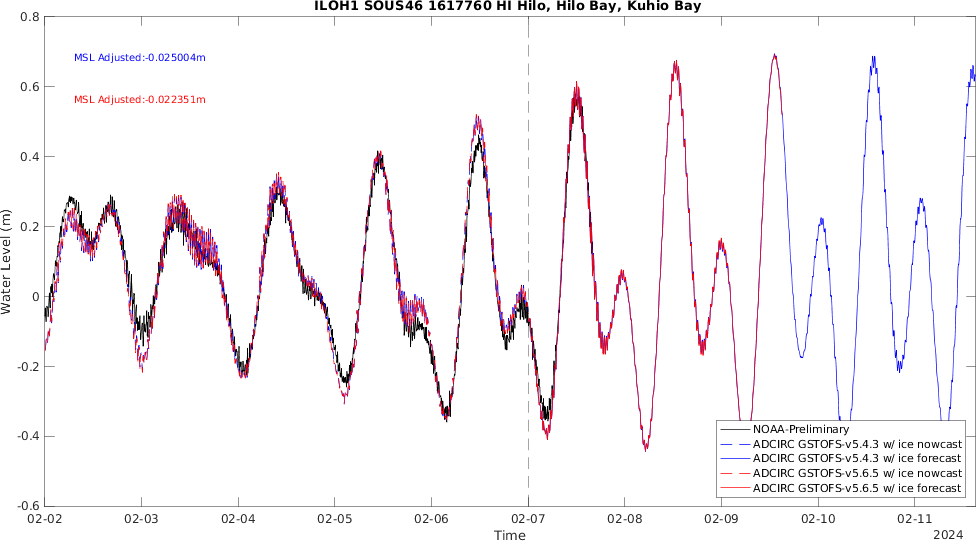 ILOH1 SOUS46 1617760 HI Hilo, Hilo Bay, Kuhio Bay
0.8
MSL Adjusted:-0.025004m
0.6
MSL Adjusted:-0.022351m
0.4
0.2
Water Level (m)
0
-0.2
-0.4
NOAA-Preliminary
ADCIRC GSTOFS-v5.4.3 w/ ice nowcast
ADCIRC GSTOFS-v5.4.3 w/ ice forecast
ADCIRC GSTOFS-v5.6.5 w/ ice nowcast
ADCIRC GSTOFS-v5.6.5 w/ ice forecast
-0.6
02-02 02-03 02-04 02-05 02-06 02-07 02-08 02-09 02-10 02-11
Time
2024